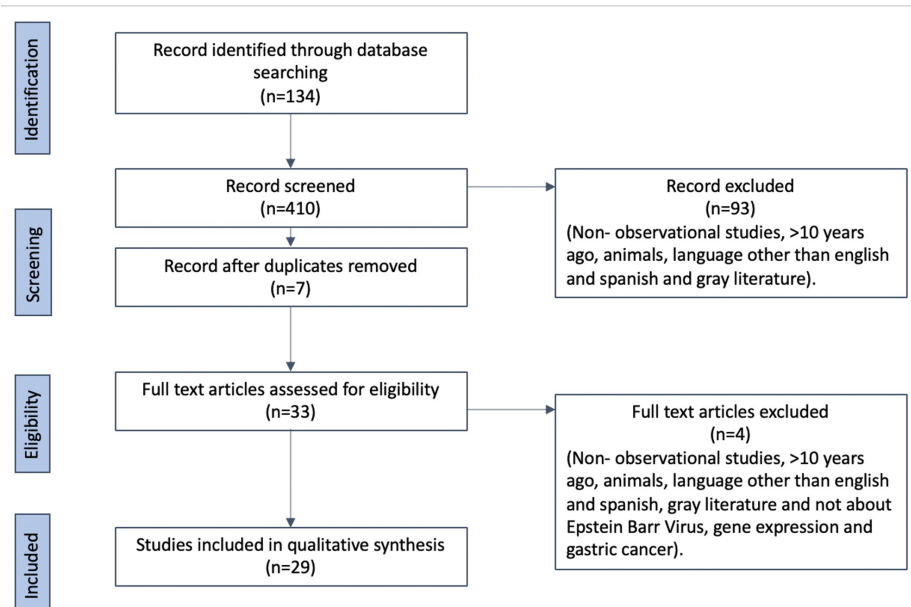 Identification
Record identified through database
searching
(n=134)
Record screened
(n=410)
Record excluded
(n=93)
(Non- observational studies, >10 years
ago, animals, language other than english
and spanish and gray literature).
Screening
Record after duplicates removed
(n=7)
Eligibility
Full text articles assessed for eligibility
(n=33)
Full text articles excluded
(n=4)
(Non- observational studies, >10 years
ago, animals, language other than english
and spanish, gray literature and not about
Epstein Barr Virus, gene expression and
gastric cancer).
Included
Studies included in qualitative synthesis
(n=29)